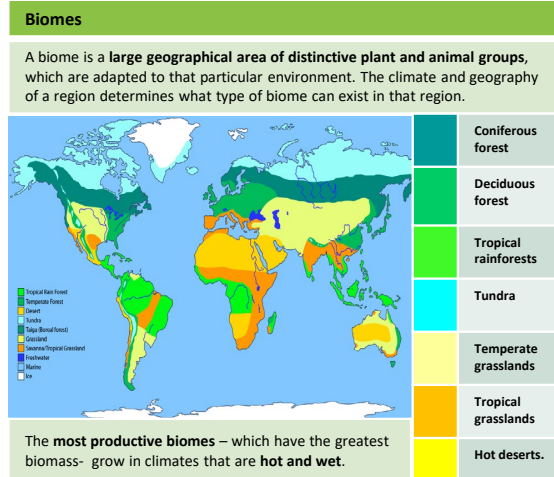 Biomes
A biome is a large geographical area of distinctive plant and animal groups,
which are adapted to that particular environment. The climate and geography
of a region determines what type of biome can exist in that region.
Coniferous
forest
Deciduous
forest
Tropical
rainforests
Tundra
Temperate
grasslands
Tropical
grasslands
Hot deserts.
Tropical Rain Forest
Temperate Forest
Desert
Tundra
Taiga (Boreal forest)
Grassland
Savanna/Tropical Grassland
Freshwater
Marine
Ice
The most productive biomes – which have the greatest
biomass- grow in climates that are hot and wet.